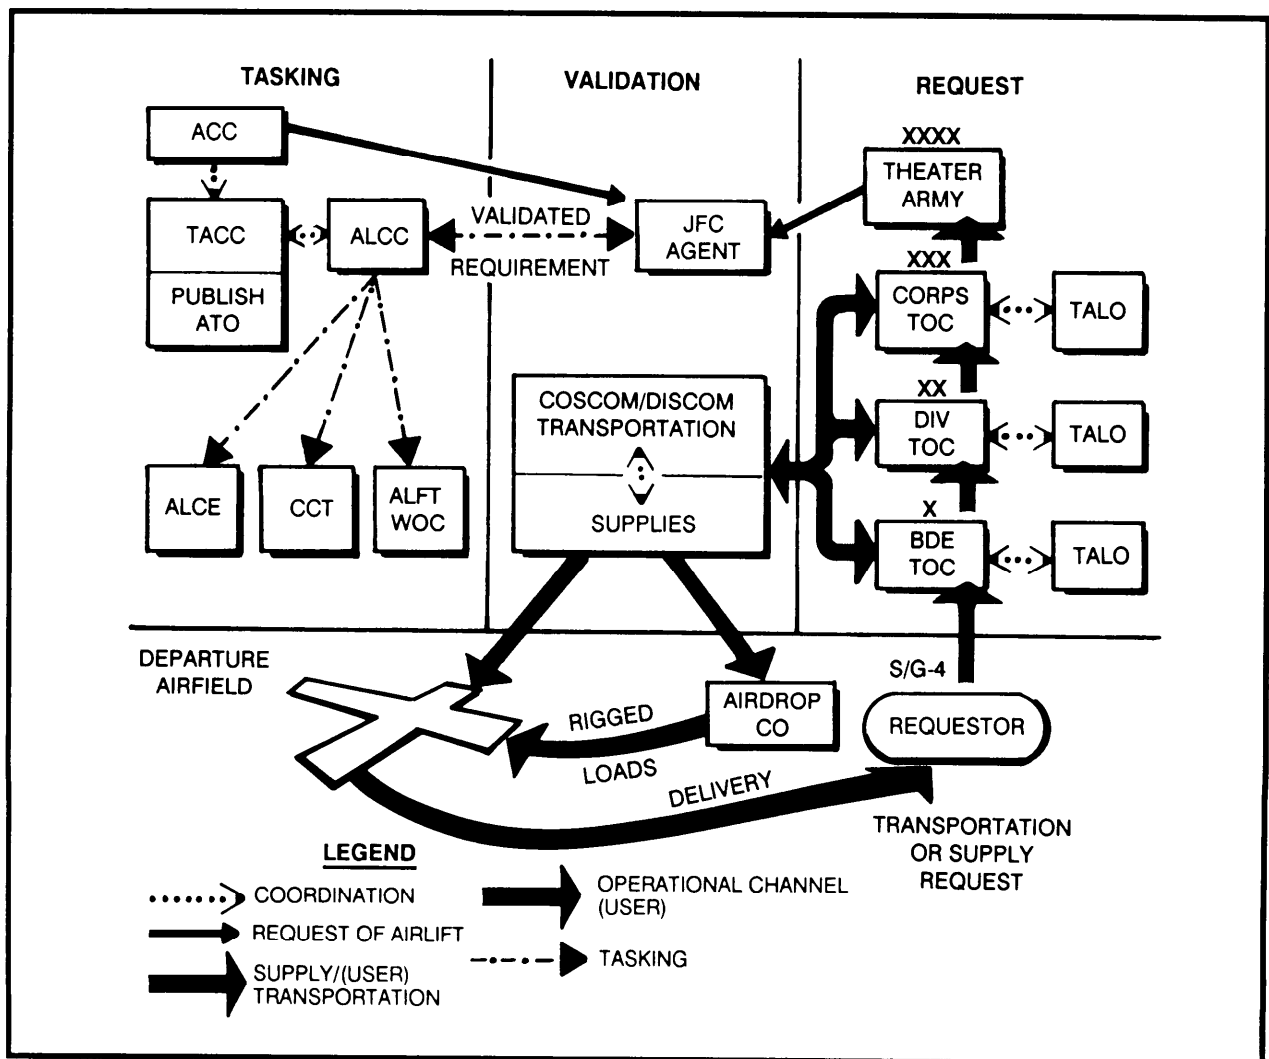 TASKING
VALIDATION
REQUEST
ACC
TACC
PUBLISH
ATO
ALCC
VALIDATED
REQUIREMENT
JFC
AGENT
XXXX
THEATER
ARMY
XXX
CORPS
TOC
TALO
XX
DIV
TOC
TALO
X
BDE
TOC
TALO
COSCOM/DISCOM
TRANSPORTATION
SUPPLIES
ALCE
CCT
ALFT
WOC
DEPARTURE
AIRFIELD
S/G-4
AIRDROP
CO
REQUESTOR
RIGGED
LOADS
DELIVERY
TRANSPORTATION
OR SUPPLY
REQUEST
LEGEND
COORDINATION
REQUEST OF AIRLIFT
SUPPLY/(USER)
TRANSPORTATION
OPERATIONAL CHANNEL
(USER)
TASKING